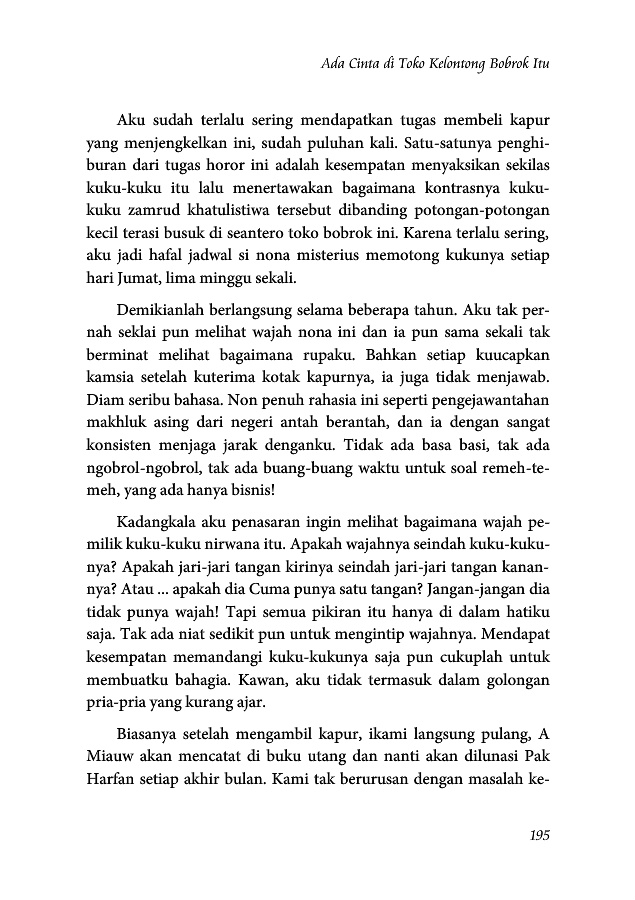 Ada Cinta di Toko Kelontong Bobrok Itu
Aku sudah terlalu sering mendapatkan tugas membeli kapur
yang menjengkelkan ini, sudah puluhan kali. Satu-satunya penghi-
buran dari tugas horor ini adalah kesempatan menyaksikan sekilas
kuku-kuku itu lalu menertawakan bagaimana kontrasnya kuku-
kuku zamrud khatulistiwa tersebut dibanding potongan-potongan
kecil terasi busuk di seantero toko bobrok ini. Karena terlalu sering,
aku jadi hafal jadwal si nona misterius memotong kukunya setiap
hari Jumat, lima minggu sekali.
Demikianlah berlangsung selama beberapa tahun. Aku tak per-
nah seklai pun melihat wajah nona ini dan ia pun sama sekali tak
berminat melihat bagaimana rupaku. Bahkan setiap kuucapkan
kamsia setelah kuterima kotak kapurnya, ia juga tidak menjawab.
Diam seribu bahasa. Non penuh rahasia ini seperti pengejawantahan
makhluk asing dari negeri antah berantah, dan ia dengan sangat
konsisten menjaga jarak denganku. Tidak ada basa basi, tak ada
ngobrol-ngobrol, tak ada buang-buang waktu untuk soal remeh-te-
meh, yang ada hanya bisnis!
Kadangkala aku penasaran ingin melihat bagaimana wajah pe-
milik kuku-kuku nirwana itu. Apakah wajahnya seindah kuku-kuku-
nya? Apakah jari-jari tangan kirinya seindah jari-jari tangan kanan-
nya? Atau ... apakah dia Cuma punya satu tangan? Jangan-jangan dia
tidak punya wajah! Tapi semua pikiran itu hanya di dalam hatiku
saja. Tak ada niat sedikit pun untuk mengintip wajahnya. Mendapat
kesempatan memandangi kuku-kukunya saja pun cukuplah untuk
membuatku bahagia. Kawan, aku tidak termasuk dalam golongan
pria-pria yang kurang ajar.
Biasanya setelah mengambil kapur, ikami langsung pulang, A
Miauw akan mencatat di buku utang dan nanti akan dilunasi Pak
Harfan setiap akhir bulan. Kami tak berurusan dengan masalah ke-
195